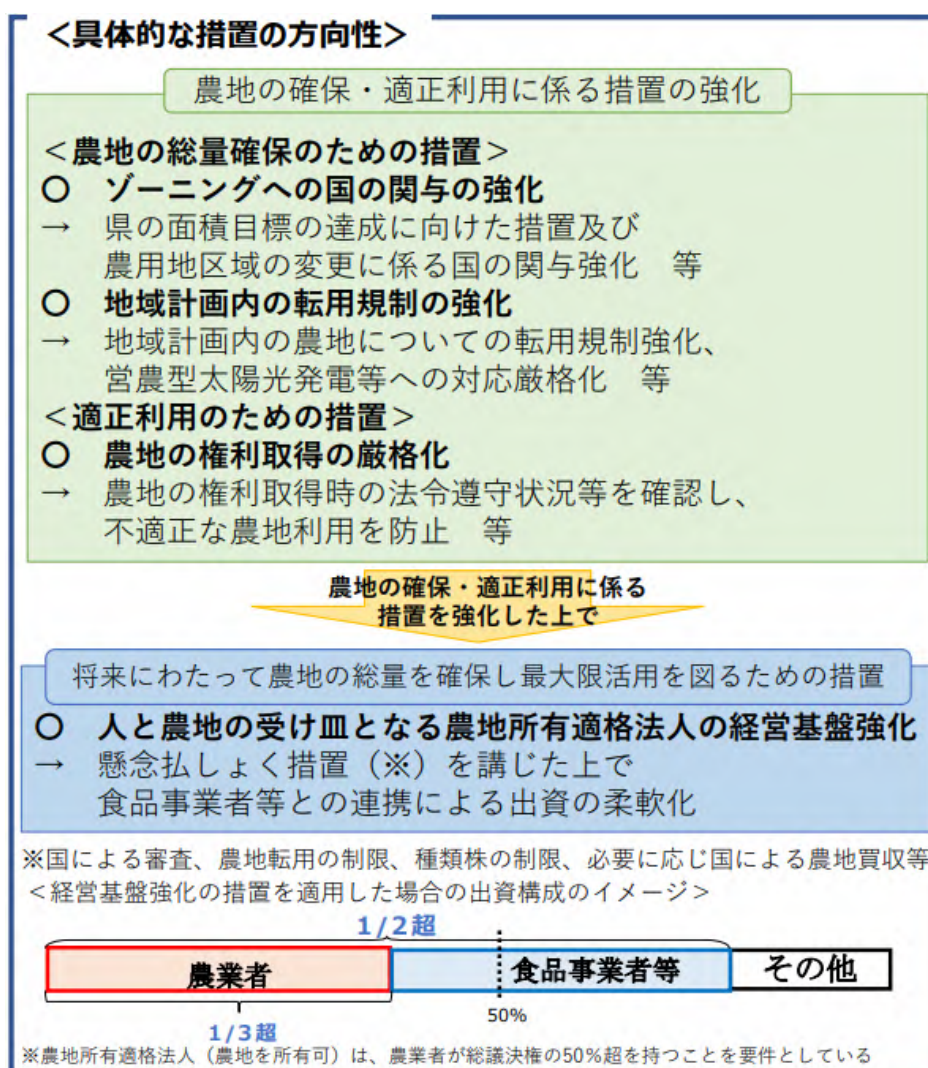 ＜具体的な措置の方向性＞
農地の確保・適正利用に係る措置の強化
＜農地の総量確保のための措置＞
○　ゾーニングへの国の関与の強化
→　県の面積目標の達成に向けた措置及び
農用地区域の変更に係る国の関与強化　等
○　地域計画内の転用規制の強化
→　地域計画内の農地についての転用規制強化、
営農型太陽光発電等への対応厳格化　等
＜適正利用のための措置＞
○　農地の権利取得の厳格化
→　農地の権利取得時の法令遵守状況等を確認し、
不適正な農地利用を防止　等
農地の確保・適正利用に係る
措置を強化した上で
将来にわたって農地の総量を確保し最大限活用を図るための措置
○　人と農地の受け皿となる農地所有適格法人の経営基盤強化
→　懸念払しょく措置（※）を講じた上で
食品事業者等との連携による出資の柔軟化
※国による審査、農地転用の制限、種類株の制限、必要に応じ国による農地買収等
＜経営基盤強化の措置を適用した場合の出資構成のイメージ＞
1/2超
農業者　食品事業者等　その他
50%
1/3超
※農地所有適格法人（農地を所有可）は、農業者が総議決権の50％超を持つことを要件としている